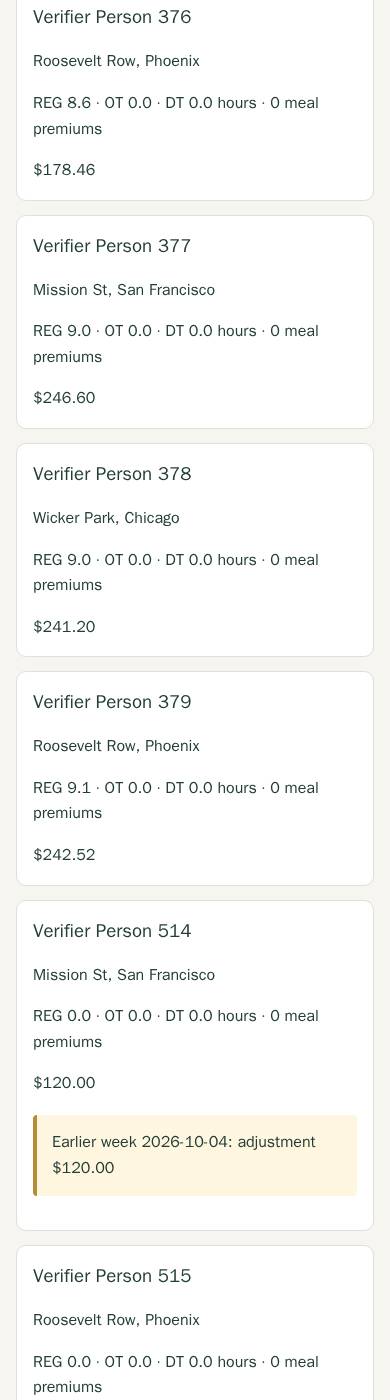 Verifier Person 376
Roosevelt Row, Phoenix
REG 8.6 · OT 0.0 · DT 0.0 hours · 0 meal
premiums
$178.46
Verifier Person 377
Mission St, San Francisco
REG 9.0 · OT 0.0 · DT 0.0 hours · 0 meal
premiums
$246.60
Verifier Person 378
Wicker Park, Chicago
REG 9.0 · OT 0.0 · DT 0.0 hours · 0 meal
premiums
$241.20
Verifier Person 379
Roosevelt Row, Phoenix
REG 9.1 · OT 0.0 · DT 0.0 hours · 0 meal
premiums
$242.52
Verifier Person 514
Mission St, San Francisco
REG 0.0 · OT 0.0 · DT 0.0 hours · 0 meal
premiums
$120.00
Earlier week 2026-10-04: adjustment
$120.00
Verifier Person 515
Roosevelt Row, Phoenix
REG 0.0 · OT 0.0 · DT 0.0 hours · 0 meal
premiums